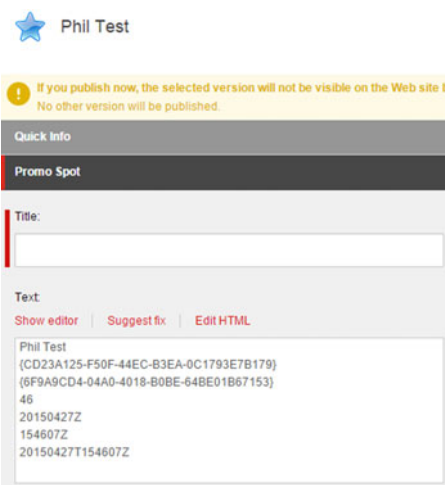 Phil Test
If you publish now, the selected version will not be visible on the Web site
No other version will be published.
Quick Info
Promo Spot
Title:
Text:
Show editor | Suggest fix | Edit HTML
Phil Test
{CD23A125-F50F-44EC-B3EA-0C1793E7B179}
{6F9A9CD4-04A0-4018-B0BE-64BE01B67153}
46
20150427Z
154607Z
20150427T154607Z